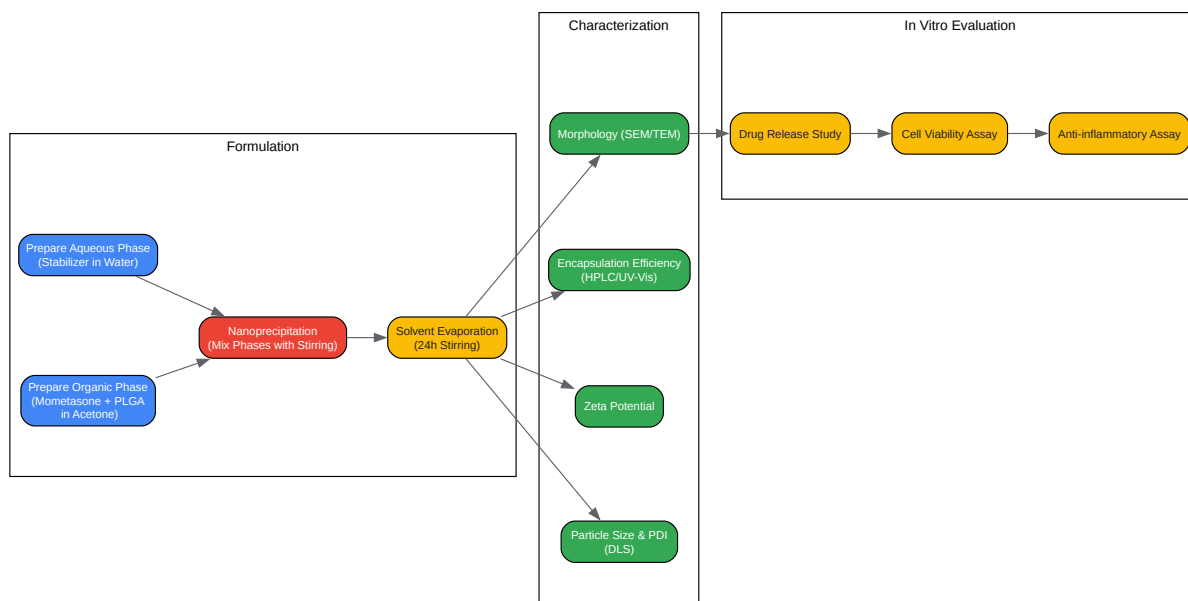 Formulation
Prepare Aqueous Phase
(Stabilizer in Water)
Prepare Organic Phase
(Mometasone + PLGA
in Acetone)
Nanoprecipitation
(Mix Phases with Stirring)
Solvent Evaporation
(24h Stirring)
Characterization
Morphology (SEM/TEM)
Encapsulation Efficiency
(HPLC/UV-Vis)
Zeta Potential
Particle Size & PDI
(DLS)
In Vitro Evaluation
Drug Release Study
Cell Viability Assay
Anti-inflammatory Assay